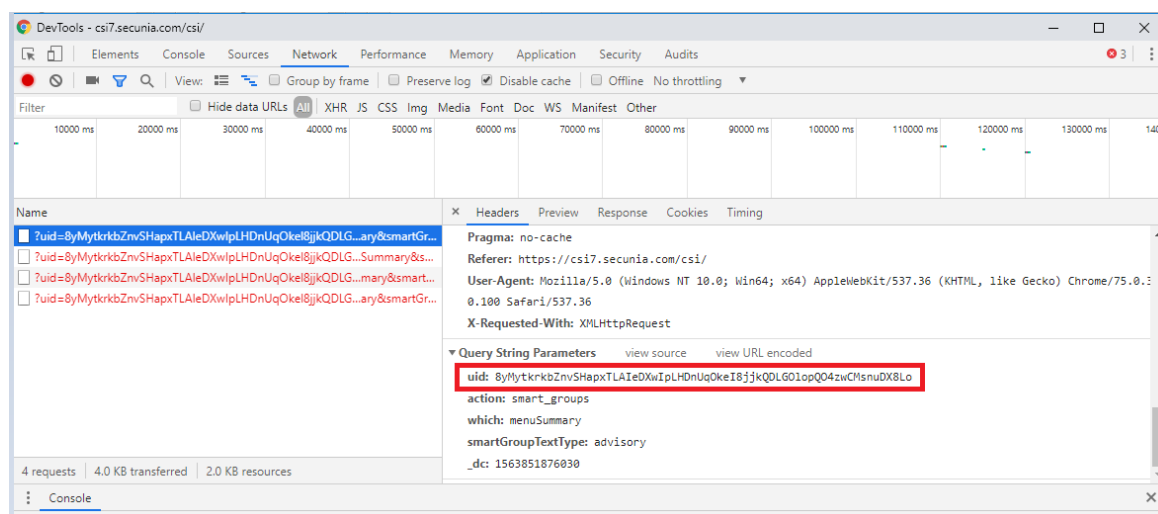 DevTools - csi7.secunia.com/csi/
Elements Console Sources Network Performance Memory Application Security Audits 3
View: Group by frame Preserve log Disable cache Offline No throttling
Filter Hide data URLs All XHR JS CSS Img Media Font Doc WS Manifest Other
10000 ms 20000 ms 30000 ms 40000 ms 50000 ms 60000 ms 70000 ms 80000 ms 90000 ms 100000 ms 110000 ms 120000 ms 130000 ms 140
Name
?uid=8yMytkrkbZnvSHapxTLAIeDXwIpLHDnUqOkeI8jjkQDLG...ary&smartGr...
?uid=8yMytkrkbZnvSHapxTLAIeDXwIpLHDnUqOkeI8jjkQDLG...Summary&s...
?uid=8yMytkrkbZnvSHapxTLAIeDXwIpLHDnUqOkeI8jjkQDLG...mary&smart...
?uid=8yMytkrkbZnvSHapxTLAIeDXwIpLHDnUqOkeI8jjkQDLG...ary&smartGr...
4 requests 4.0 KB transferred 2.0 KB resources
Headers Preview Response Cookies Timing
Pragma: no-cache
Referer: https://csi7.secunia.com/csi/
User-Agent: Mozilla/5.0 (Windows NT 10.0; Win64; x64) AppleWebKit/537.36 (KHTML, like Gecko) Chrome/75.0.3
0.100 Safari/537.36
X-Requested-With: XMLHttpRequest
Query String Parameters view source view URL encoded
uid: 8yMytkrkbZnvSHapxTLAIeDXwIpLHDnUqOkeI8jjkQDLGOlopQO4zwCMsnuDX8Lo
action: smart_groups
which: menuSummary
smartGroupTextType: advisory
_dc: 1563851876030
Console